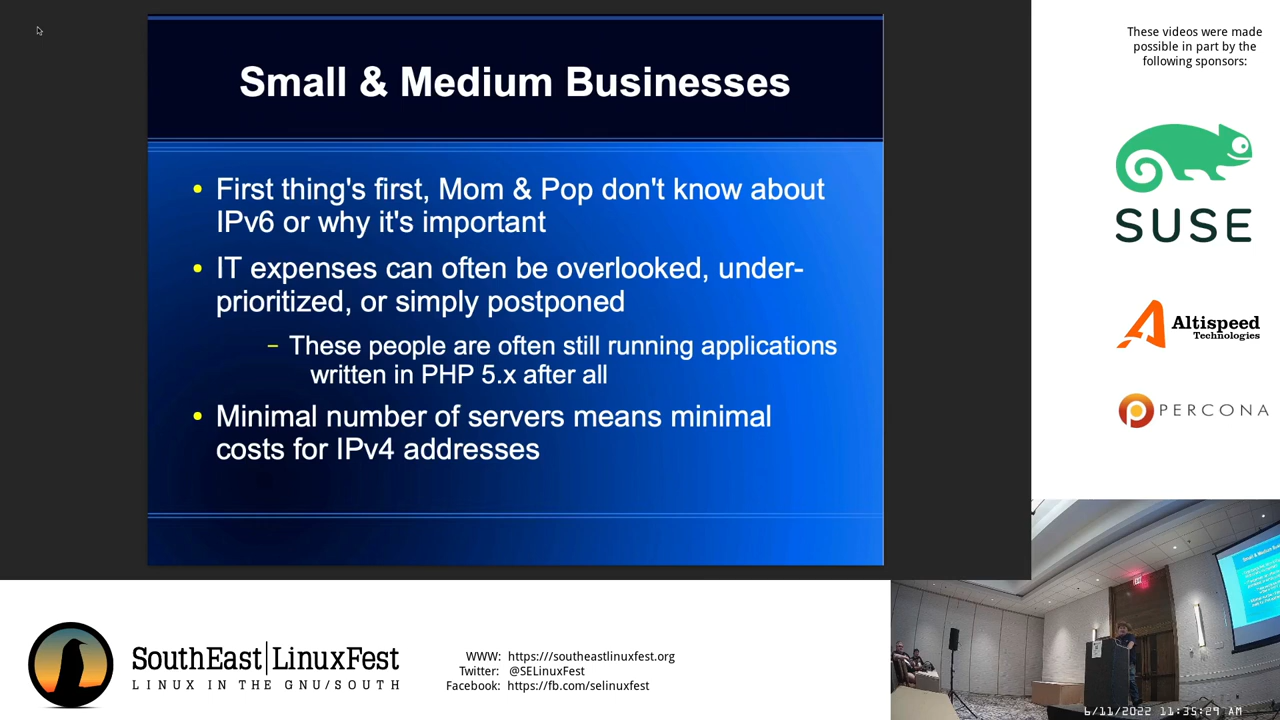 Small & Medium Businesses
First thing's first, Mom & Pop don't know about
IPv6 or why it's important
IT expenses can often be overlooked, under-
prioritized, or simply postponed
– These people are often still running applications
written in PHP 5.x after all
Minimal number of servers means minimal
costs for IPv4 addresses
These videos were made
possible in part by the
following sponsors:
SUSE
Altispeed
Technologies
PERCONA
Small & Medium Bus
EXIT
6/11/2022 11:35:29 AM
SouthEast|LinuxFest
LINUX IN THE GNU/SOUTH
WWW: https:///southeastlinuxfest.org
Twitter: @SELinuxFest
Facebook: https://fb.com/selinuxfest